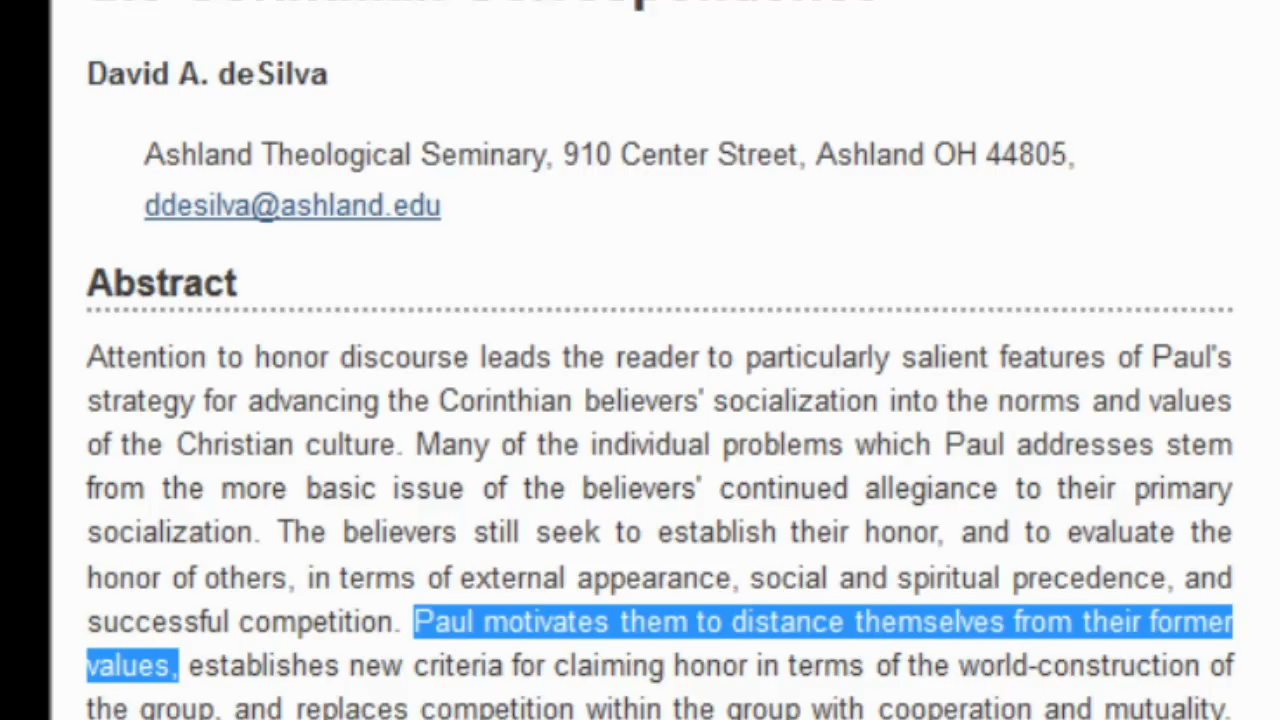 David A. deSilva
Ashland Theological Seminary, 910 Center Street, Ashland OH 44805,
ddesilva@ashland.edu
Abstract
Attention to honor discourse leads the reader to particularly salient features of Paul's
strategy for advancing the Corinthian believers' socialization into the norms and values
of the Christian culture. Many of the individual problems which Paul addresses stem
from the more basic issue of the believers' continued allegiance to their primary
socialization. The believers still seek to establish their honor, and to evaluate the
honor of others, in terms of external appearance, social and spiritual precedence, and
successful competition. Paul motivates them to distance themselves from their former
values, establishes new criteria for claiming honor in terms of the world-construction of
the group, and replaces competition within the group with cooperation and mutuality.